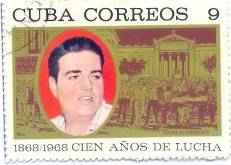 CUBA CORREOS 9
1868/1968 CIEN AÑOS DE LUCHA